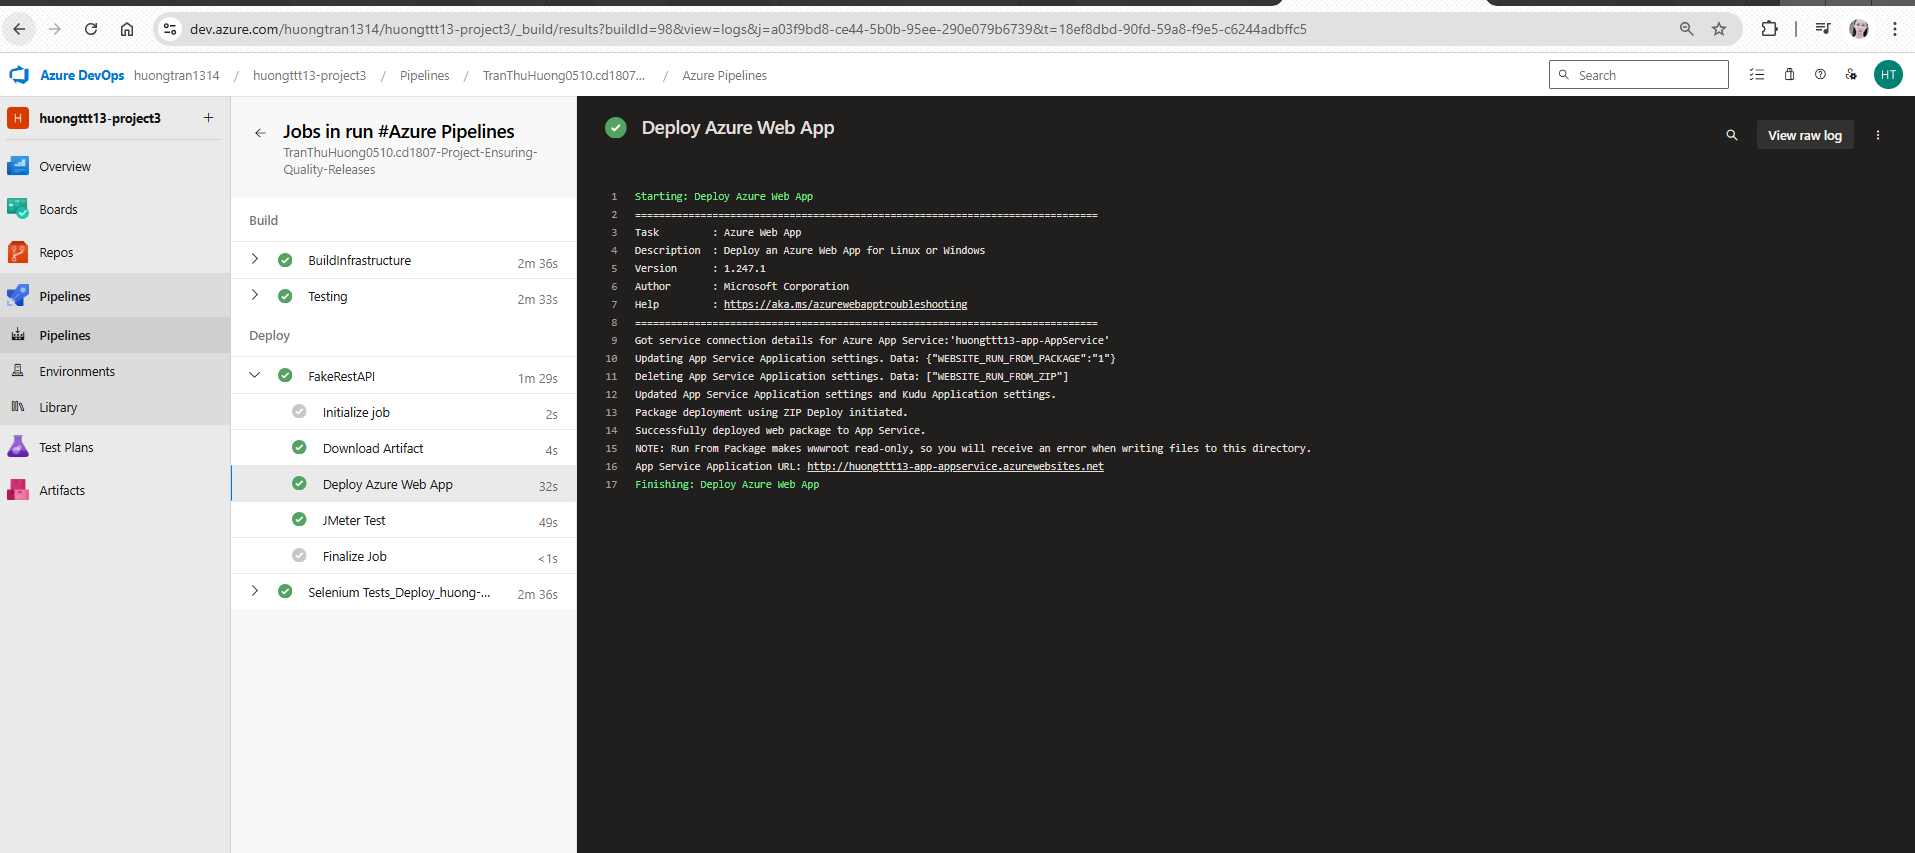 dev.azure.com/huongtran1314/huongttt13-project3/_build/results?buildId=98&view=logs&j=a03f9bd8-ce44-5b0b-95ee-290e079b6739&t=18ef8dbd-90fd-59a8-f9e5-c6244adbffc5
Azure DevOps huongtran1314 / huongttt13-project3 / Pipelines / TranThuHuong0510.cd1807... / Azure Pipelines
Search
HT
H huongttt13-project3 +
Overview
Boards
Repos
Pipelines
Pipelines
Environments
Library
Test Plans
Artifacts
Jobs in run #Azure Pipelines
TranThuHuong0510.cd1807-Project-Ensuring-
Quality-Releases
Build
BuildInfrastructure 2m 36s
Testing 2m 33s
Deploy
FakeRestAPI 1m 29s
Initialize job 2s
Download Artifact 4s
Deploy Azure Web App 32s
JMeter Test 49s
Finalize Job <1s
Selenium Tests_Deploy_huong-... 2m 36s
Deploy Azure Web App
View raw log
1 Starting: Deploy Azure Web App
2 ==============================================================================
3 Task : Azure Web App
4 Description : Deploy an Azure Web App for Linux or Windows
5 Version : 1.247.1
6 Author : Microsoft Corporation
7 Help : https://aka.ms/azurewebapptroubleshooting
8 ==============================================================================
9 Got service connection details for Azure App Service:'huongttt13-app-AppService'
10 Updating App Service Application settings. Data: {"WEBSITE_RUN_FROM_PACKAGE":"1"}
11 Deleting App Service Application settings. Data: ["WEBSITE_RUN_FROM_ZIP"]
12 Updated App Service Application settings and Kudu Application settings.
13 Package deployment using ZIP Deploy initiated.
14 Successfully deployed web package to App Service.
15 NOTE: Run From Package makes wwwroot read-only, so you will receive an error when writing files to this directory.
16 App Service Application URL: http://huongttt13-app-appservice.azurewebsites.net
17 Finishing: Deploy Azure Web App